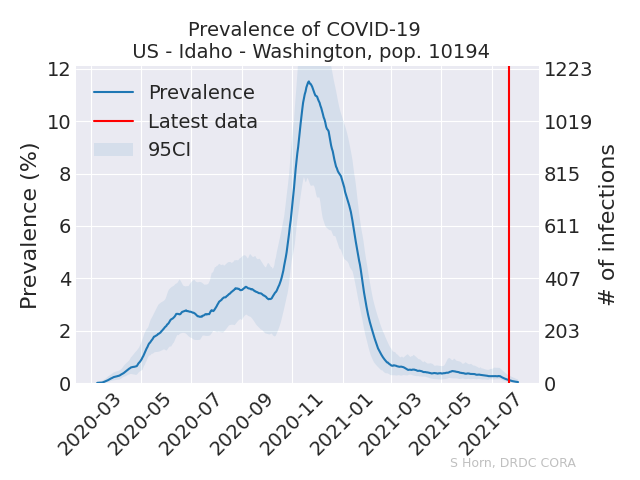 Prevalence of COVID-19
US - Idaho - Washington, pop. 10194
Prevalence
Latest data
95CI
Prevalence (%)
12
10
8
6
4
2
0
# of infections
1223
1019
815
611
407
203
0
2020-03
2020-05
2020-07
2020-09
2020-11
2021-01
2021-03
2021-05
2021-07
S Horn, DRDC CORA